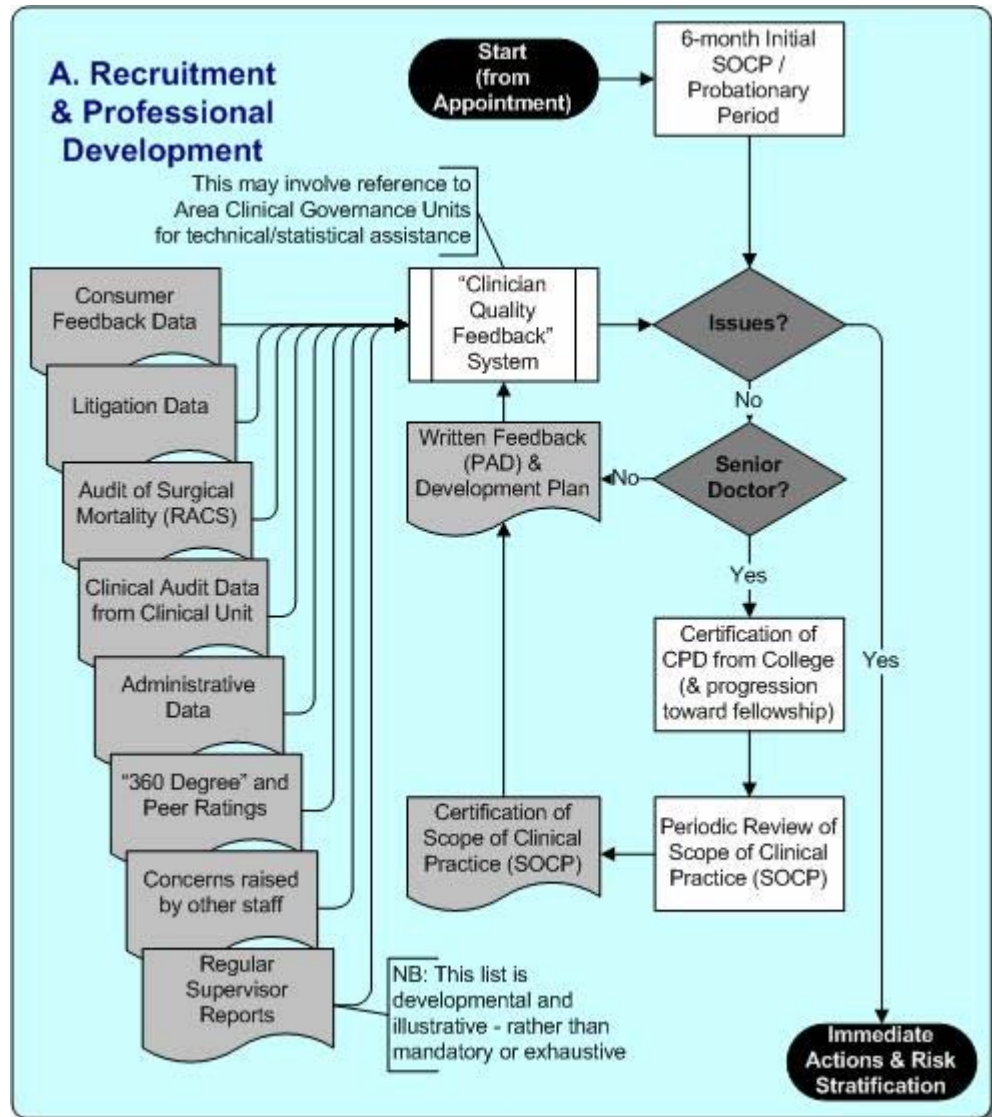 A. Recruitment
& Professional
Development
Start
(from
Appointment)
6-month Initial
SOCP /
Probationary
Period
This may involve reference to
Area Clinical Governance Units
for technical/statistical assistance
Consumer
Feedback Data
"Clinician
Quality
Feedback"
System
Issues?
No
Litigation Data
Written Feedback
(PAD) &
Development Plan
No
Senior
Doctor?
Audit of Surgical
Mortality (RACS)
Yes
Clinical Audit Data
from Clinical Unit
Certification of
CPD from College
(& progression
toward fellowship)
Yes
Administrative
Data
"360 Degree" and
Peer Ratings
Certification of
Scope of Clinical
Practice (SOCP)
Periodic Review of
Scope of Clinical
Practice (SOCP)
Concerns raised
by other staff
Regular
Supervisor
Reports
NB: This list is
developmental and
illustrative - rather than
mandatory or exhaustive
Immediate
Actions & Risk
Stratification